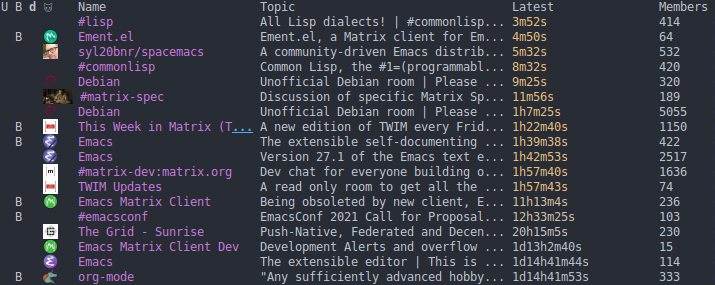 U B d Name Topic Latest Members
#lisp All Lisp dialects! | #commonlisp... 3m52s 414
B Ement.el Ement.el, a Matrix client for Em... 4m50s 64
syl20bnr/spacemacs A community-driven Emacs distrib... 5m32s 532
#commonlisp Common Lisp, the #1=(programmabl... 8m32s 420
Debian Unofficial Debian room | Please ... 9m25s 320
#matrix-spec Discussion of specific Matrix Sp... 11m56s 189
Debian Unofficial Debian room | Please ... 1h7m25s 5055
B This Week in Matrix (T... A new edition of TWIM every Frid... 1h22m40s 1150
B Emacs The extensible self-documenting ... 1h39m38s 422
Emacs Version 27.1 of the Emacs text e... 1h42m53s 2517
#matrix-dev:matrix.org Dev chat for everyone building o... 1h57m40s 1636
TWIM Updates A read only room to get all the ... 1h57m43s 74
B Emacs Matrix Client Being obsoleted by new client, E... 11h13m4s 236
B #emacsconf EmacsConf 2021 Call for Proposal... 12h33m25s 103
The Grid - Sunrise Push-Native, Federated and Decen... 20h15m5s 230
Emacs Matrix Client Dev Development Alerts and overflow ... 1d13h2m40s 15
Emacs The extensible editor | This is ... 1d14h41m44s 114
B org-mode "Any sufficiently advanced hobby... 1d14h41m53s 333